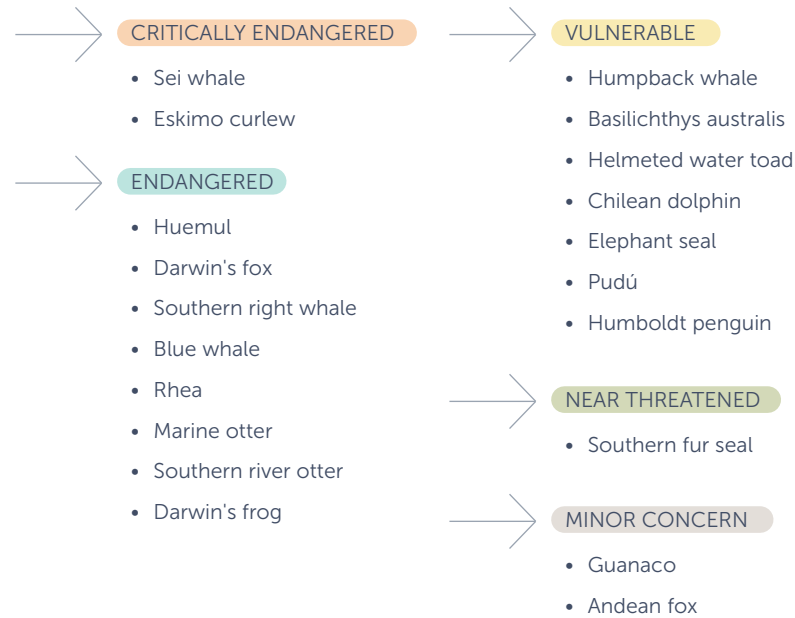 CRITICALLY ENDANGERED
• Sei whale
• Eskimo curlew
ENDANGERED
• Huemul
• Darwin's fox
• Southern right whale
• Blue whale
• Rhea
• Marine otter
• Southern river otter
• Darwin's frog
VULNERABLE
• Humpback whale
• Basilichthys australis
• Helmeted water toad
• Chilean dolphin
• Elephant seal
• Pudú
• Humboldt penguin
NEAR THREATENED
• Southern fur seal
MINOR CONCERN
• Guanaco
• Andean fox